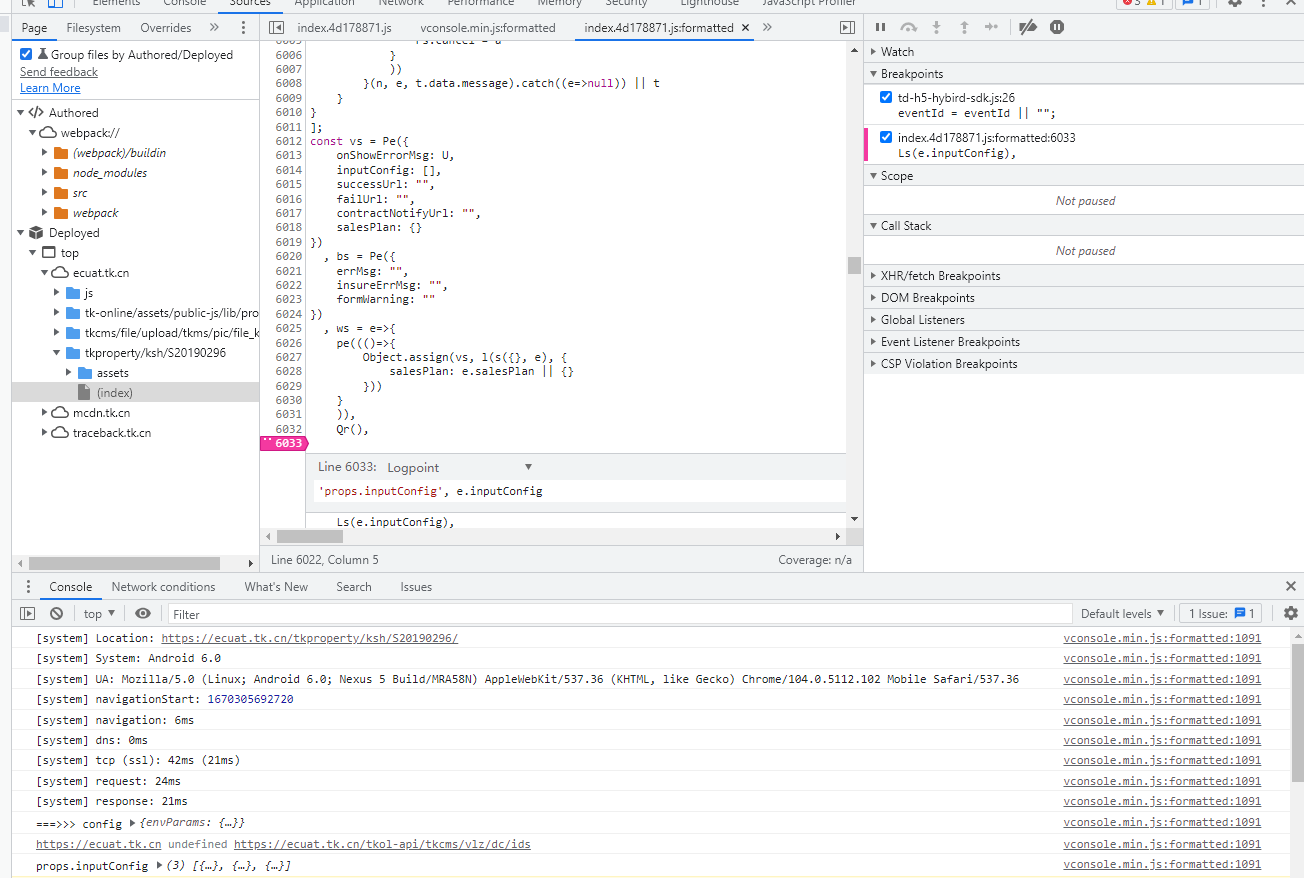 Elements Console Sources Application Network Performance Memory Security Lighthouse JavaScript Profiler 3 1 1
Page Filesystem Overrides »
Group files by Authored/Deployed
Send feedback
Learn More
Authored
webpack://
(webpack)/buildin
node_modules
src
webpack
Deployed
top
ecuat.tk.cn
js
tk-online/assets/public-js/lib/pro
tkcms/file/upload/tkms/pic/file_k
tkproperty/ksh/S20190296
assets
(index)
mcdn.tk.cn
traceback.tk.cn
index.4d178871.js vconsole.min.js:formatted index.4d178871.js:formatted × »
6006 }
6007 ))
6008 }(n, e, t.data.message).catch((e=>null)) || t
6009 }
6010 }
6011 ];
6012 const vs = Pe({
6013 onShowErrorMsg: U,
6014 inputConfig: [],
6015 successUrl: "",
6016 failUrl: "",
6017 contractNotifyUrl: "",
6018 salesPlan: {}
6019 })
6020 , bs = Pe({
6021 errMsg: "",
6022 insureErrMsg: "",
6023 formWarning: ""
6024 })
6025 , ws = e=>{
6026 pe((()=>{
6027 Object.assign(vs, l(s({}, e), {
6028 salesPlan: e.salesPlan || {}
6029 }))
6030 }
6031 )),
6032 Qr(),
6033
Line 6033: Logpoint
'props.inputConfig', e.inputConfig
Ls(e.inputConfig),
Line 6022, Column 5 Coverage: n/a
Watch
Breakpoints
td-h5-hybird-sdk.js:26
eventId = eventId || "";
index.4d178871.js:formatted:6033
Ls(e.inputConfig),
Scope
Not paused
Call Stack
Not paused
XHR/fetch Breakpoints
DOM Breakpoints
Global Listeners
Event Listener Breakpoints
CSP Violation Breakpoints
Console Network conditions What's New Search Issues
top Filter Default levels 1 Issue: 1
[system] Location: https://ecuat.tk.cn/tkproperty/ksh/S20190296/ vconsole.min.js:formatted:1091
[system] System: Android 6.0 vconsole.min.js:formatted:1091
[system] UA: Mozilla/5.0 (Linux; Android 6.0; Nexus 5 Build/MRA58N) AppleWebKit/537.36 (KHTML, like Gecko) Chrome/104.0.5112.102 Mobile Safari/537.36 vconsole.min.js:formatted:1091
[system] navigationStart: 1670305692720 vconsole.min.js:formatted:1091
[system] navigation: 6ms vconsole.min.js:formatted:1091
[system] dns: 0ms vconsole.min.js:formatted:1091
[system] tcp (ssl): 42ms (21ms) vconsole.min.js:formatted:1091
[system] request: 24ms vconsole.min.js:formatted:1091
[system] response: 21ms vconsole.min.js:formatted:1091
===>>> config {envParams: {…}} vconsole.min.js:formatted:1091
https://ecuat.tk.cn undefined https://ecuat.tk.cn/tkol-api/tkcms/vlz/dc/ids vconsole.min.js:formatted:1091
props.inputConfig (3) [{…}, {…}, {…}] vconsole.min.js:formatted:1091